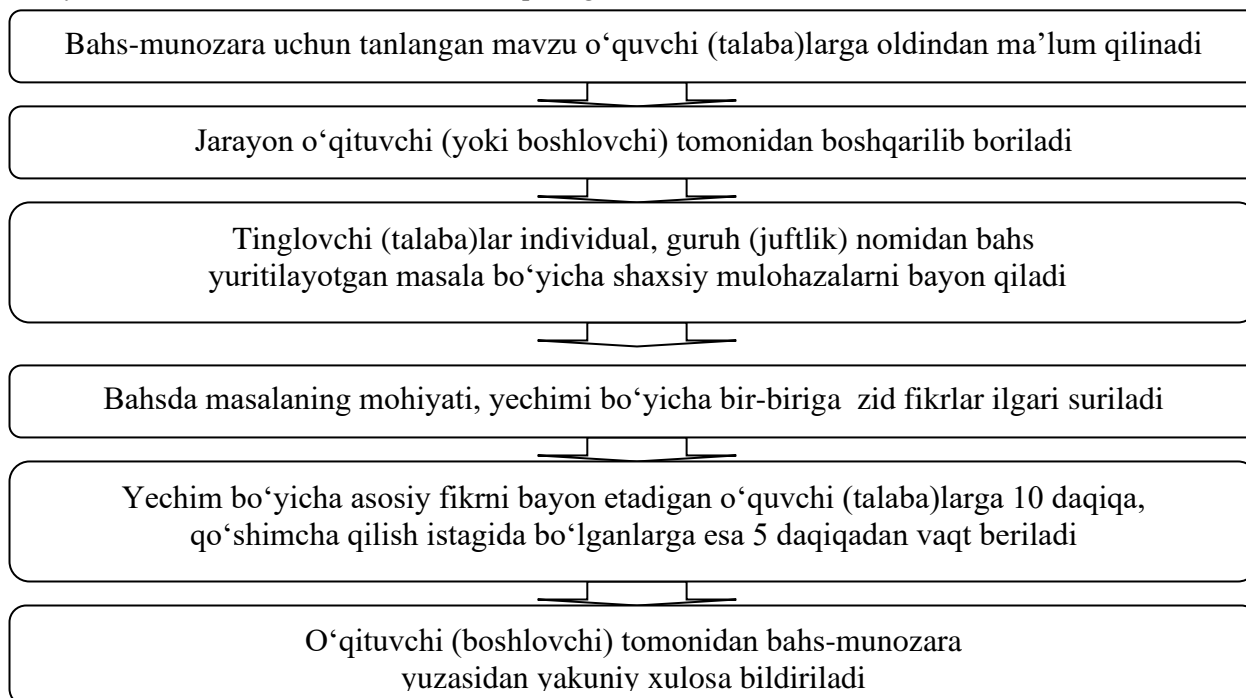 Bahs-munozara uchun tanlangan mavzu o‘quvchi (talaba)larga oldindan ma’lum qilinadi
Jarayon o‘qituvchi (yoki boshlovchi) tomonidan boshqarilib boriladi
Tinglovchi (talaba)lar individual, guruh (juftlik) nomidan bahs
yuritilayotgan masala bo‘yicha shaxsiy mulohazalarni bayon qiladi
Bahsda masalaning mohiyati, yechimi bo‘yicha bir-biriga zid fikrlar ilgari suriladi
Yechim bo‘yicha asosiy fikrni bayon etadigan o‘quvchi (talaba)larga 10 daqiqa,
qo‘shimcha qilish istagida bo‘lganlarga esa 5 daqiqadan vaqt beriladi
O‘qituvchi (boshlovchi) tomonidan bahs-munozara
yuzasidan yakuniy xulosa bildiriladi